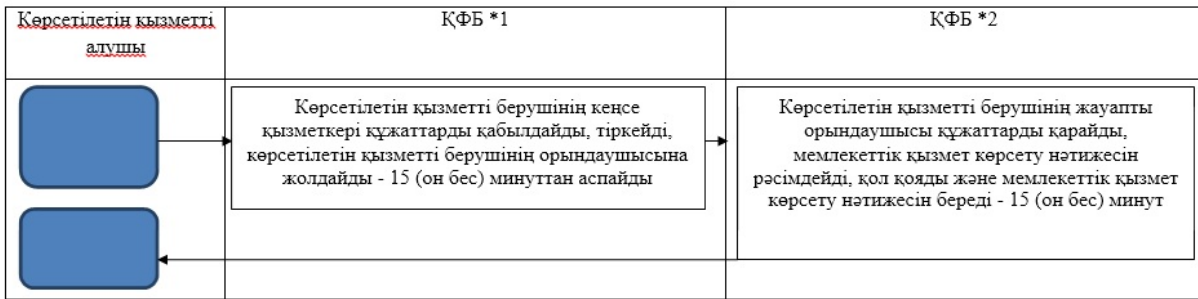 Көрсетілетін қызметті
алушы
ҚФБ *1
ҚФБ *2
Көрсетілетін қызметті берушінің кеңсе
қызметкері құжаттарды қабылдайды, тіркейді,
көрсетілетін қызметті берушінің орындаушысына
жолдайды - 15 (он бес) минуттан аспайды
Көрсетілетін қызметті берушінің жауапты
орындаушысы құжаттарды қарайды,
мемлекеттік қызмет көрсету нәтижесін
рәсімдейді, қол қояды және мемлекеттік қызмет
көрсету нәтижесін береді - 15 (он бес) минут